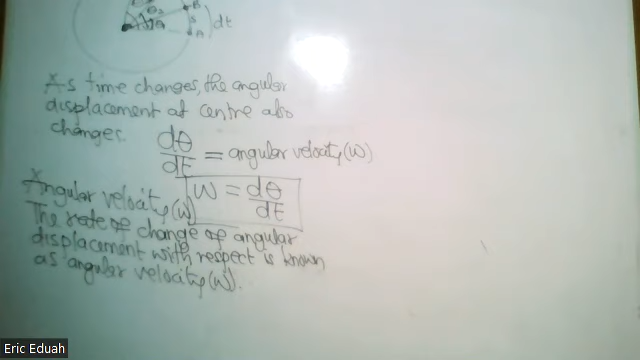 B
A
dt
As time changes, the angular
displacement at centre also
changes.
dθ/dt = angular velocity(w)
w = dθ/dt
Angular velocity(w)
The rate of change of angular
displacement with respect is known
as angular velocity(w).
Eric Eduah